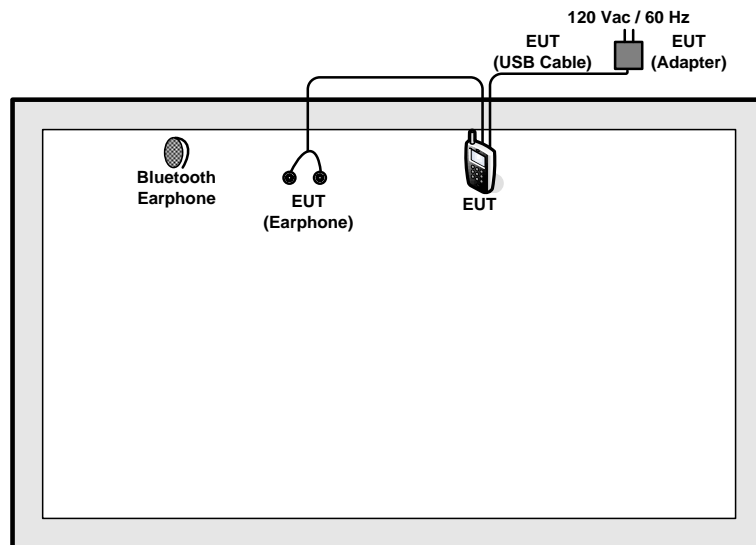 120 Vac / 60 Hz
EUT
(USB Cable)
EUT
(Adapter)
Bluetooth
Earphone
EUT
(Earphone)
EUT